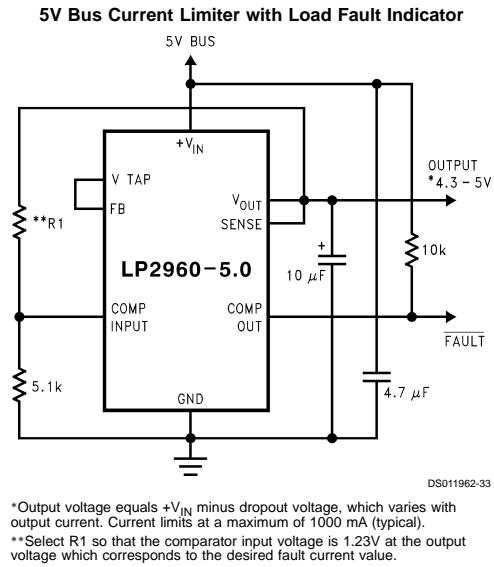 5V Bus Current Limiter with Load Fault Indicator
5V BUS
+VIN
V TAP
FB
VOUT
SENSE
OUTPUT
*4.3 – 5V
**R1
10k
+
10 μF
LP2960–5.0
COMP
INPUT
COMP
OUT
FAULT
5.1k
GND
4.7 μF
DS011962-33
*Output voltage equals +VIN minus dropout voltage, which varies with
output current. Current limits at a maximum of 1000 mA (typical).
**Select R1 so that the comparator input voltage is 1.23V at the output
voltage which corresponds to the desired fault current value.